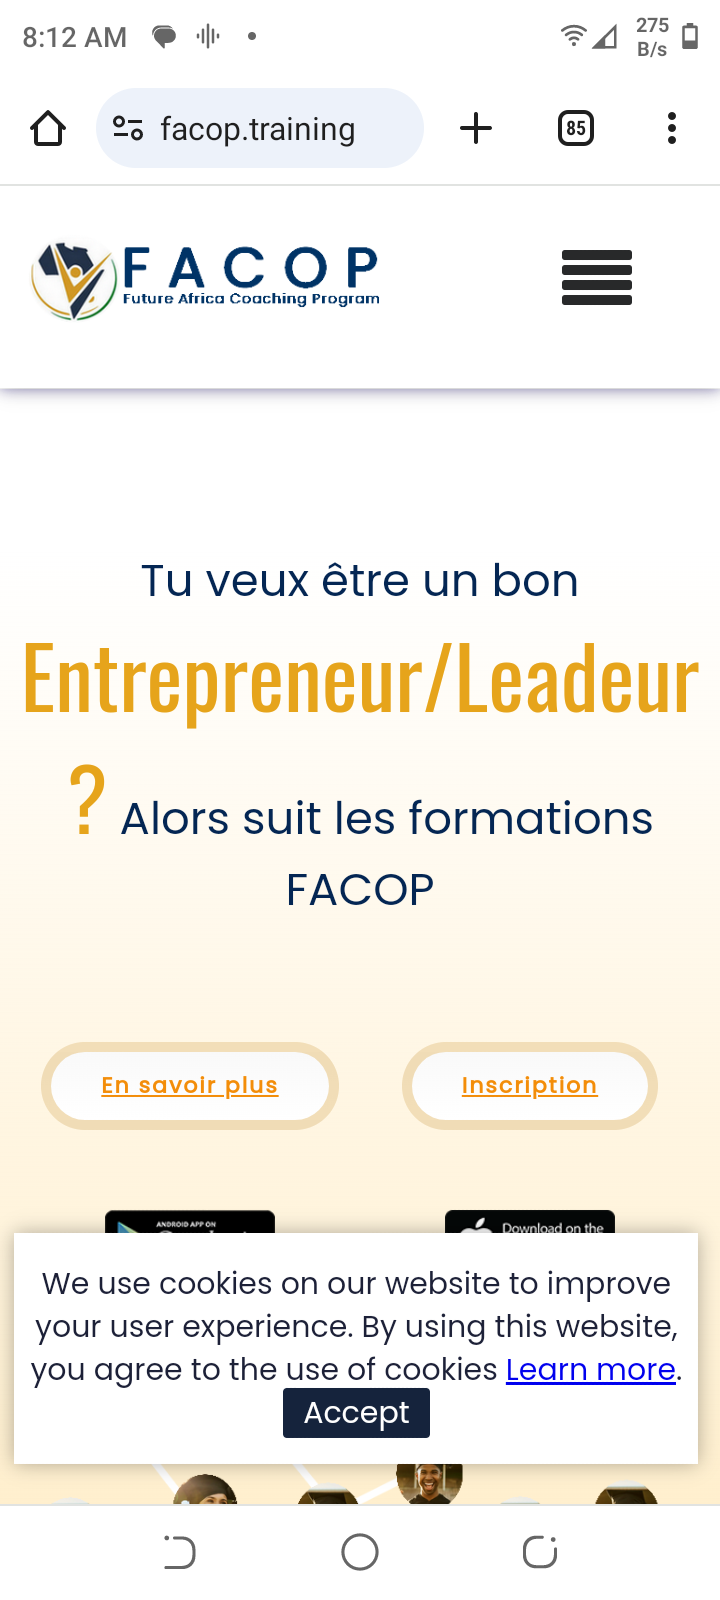 8:12 AM
275
B/s
facop.training
85
FACOP
Future Africa Coaching Program
Tu veux être un bon
Entrepreneur/Leadeur
? Alors suit les formations
FACOP
En savoir plus
Inscription
ANDROID APP ON
Download on the
We use cookies on our website to improve
your user experience. By using this website,
you agree to the use of cookies Learn more.
Accept